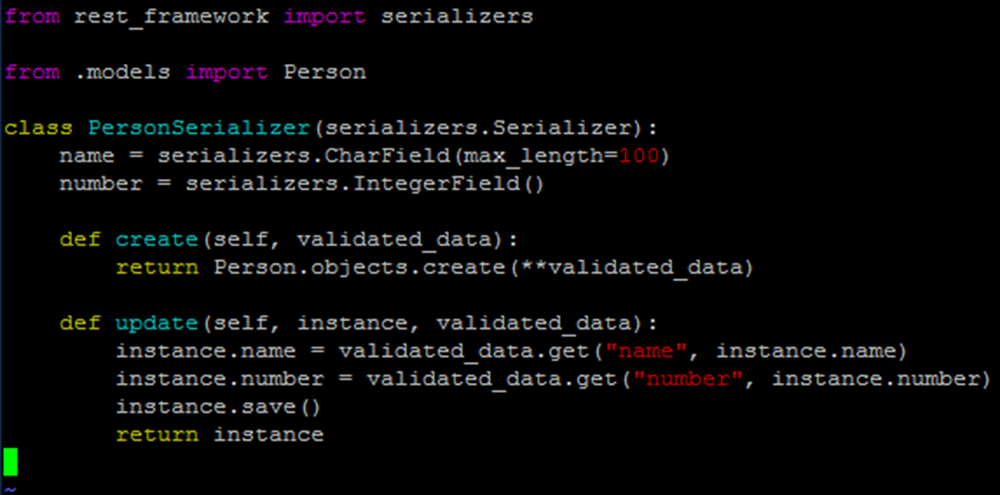 from rest_framework import serializers
from .models import Person
class PersonSerializer(serializers.Serializer):
    name = serializers.CharField(max_length=100)
    number = serializers.IntegerField()
    def create(self, validated_data):
        return Person.objects.create(**validated_data)
    def update(self, instance, validated_data):
        instance.name = validated_data.get("name", instance.name)
        instance.number = validated_data.get("number", instance.number)
        instance.save()
        return instance
~